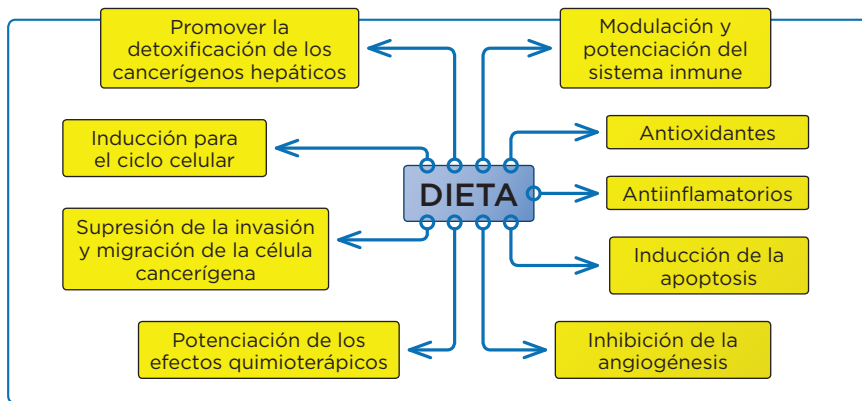 Promover la
detoxificación de los
cancerígenos hepáticos
Modulación y
potenciación del
sistema inmune
Inducción para
el ciclo celular
Antioxidantes
DIETA
Antiinflamatorios
Supresión de la invasión
y migración de la célula
cancerígena
Inducción de la
apoptosis
Potenciación de los
efectos quimioterápicos
Inhibición de la
angiogénesis